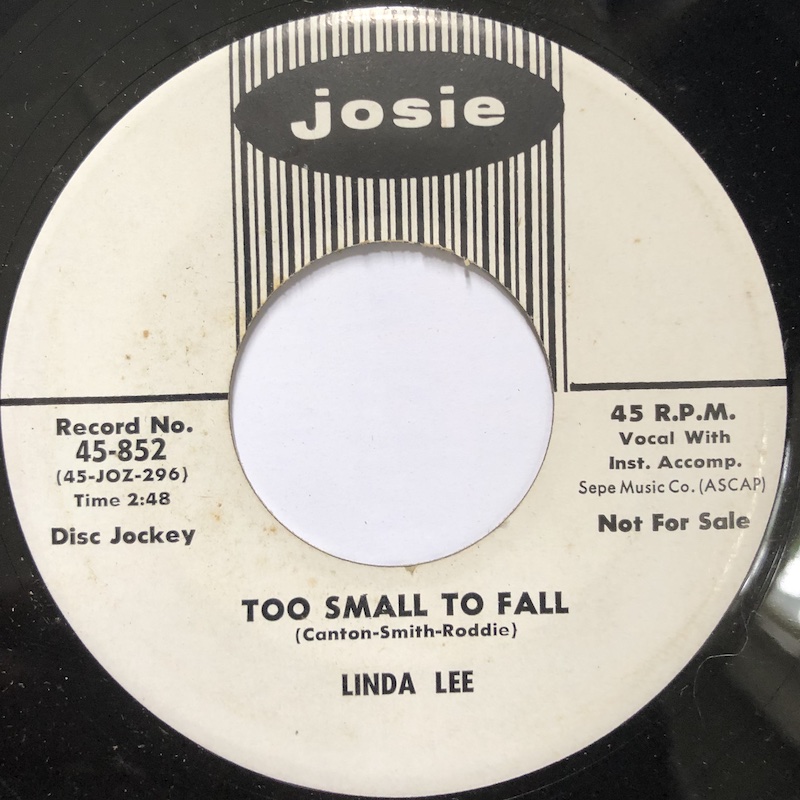 josie
Record No.
45-852
(45-JOZ-296)
Time 2:48
Disc Jockey
45 R.P.M.
Vocal With
Inst. Accomp.
Sepe Music Co. (ASCAP)
Not For Sale
TOO SMALL TO FALL
(Canton-Smith-Roddie)
LINDA LEE